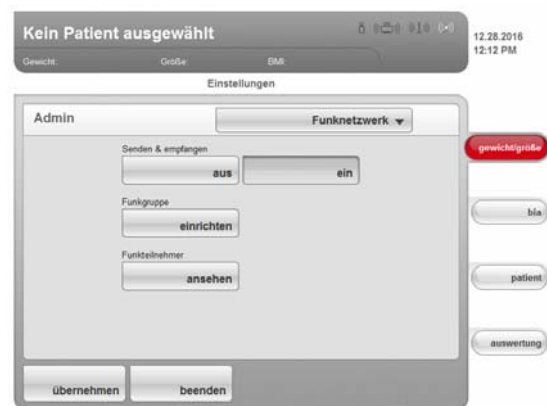 Kein Patient ausgewählt
12.28.2016
12:12 PM
Gewicht: Größe: BMI:
Einstellungen
Admin Funknetzwerk
Senden & empfangen
aus ein
Funkgruppe
einrichten
Funkteilnehmer
ansehen
übernehmen beenden
gewicht/größe
bia
patient
auswertung